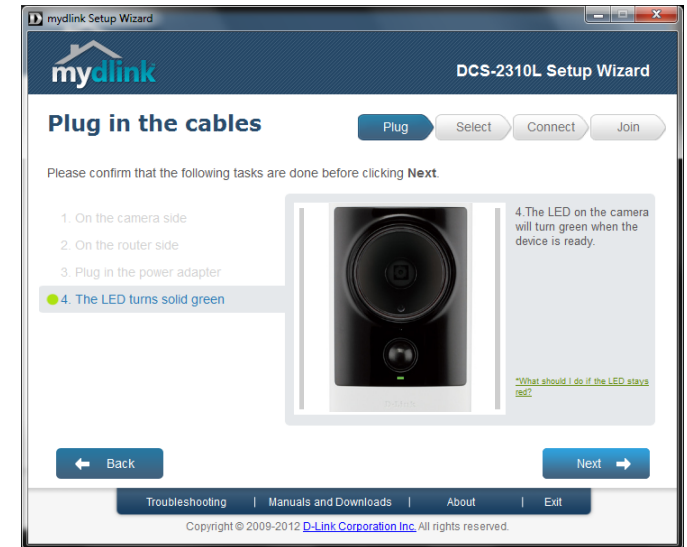 mydlink Setup Wizard
mydlink
DCS-2310L Setup Wizard
Plug in the cables
Plug
Select
Connect
Join
Please confirm that the following tasks are done before clicking Next.
1. On the camera side
2. On the router side
3. Plug in the power adapter
4. The LED turns solid green
4.The LED on the camera
will turn green when the
device is ready.
*What should I do if the LED stays
red?
Back
Next
Troubleshooting | Manuals and Downloads | About | Exit
Copyright © 2009-2012 D-Link Corporation Inc. All rights reserved.